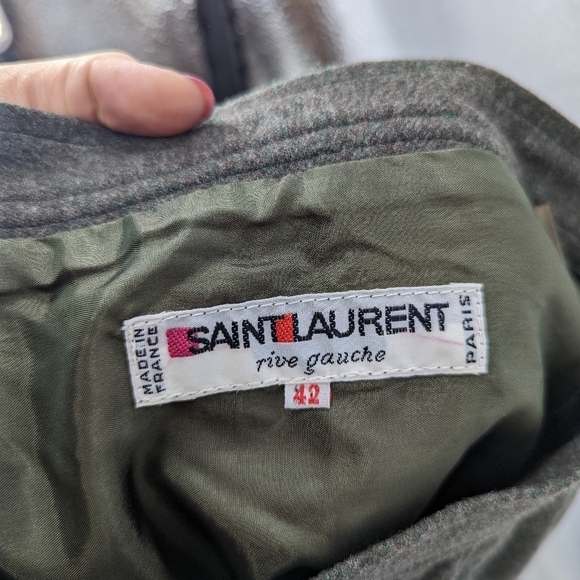 MADE IN
FRANCE
SAINT LAURENT
rive gauche
PARIS
42